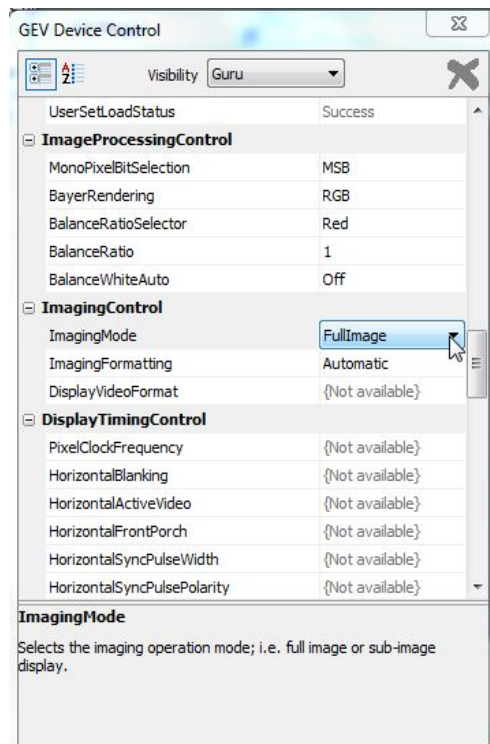 GEV Device Control
Visibility Guru
UserSetLoadStatus Success
ImageProcessingControl
MonoPixelBitSelection MSB
BayerRendering RGB
BalanceRatioSelector Red
BalanceRatio 1
BalanceWhiteAuto Off
ImagingControl
ImagingMode FullImage
ImagingFormatting Automatic
DisplayVideoFormat {Not available}
DisplayTimingControl
PixelClockFrequency {Not available}
HorizontalBlanking {Not available}
HorizontalActiveVideo {Not available}
HorizontalFrontPorch {Not available}
HorizontalSyncPulseWidth {Not available}
HorizontalSyncPulsePolarity {Not available}
ImagingMode
Selects the imaging operation mode; i.e. full image or sub-image
display.